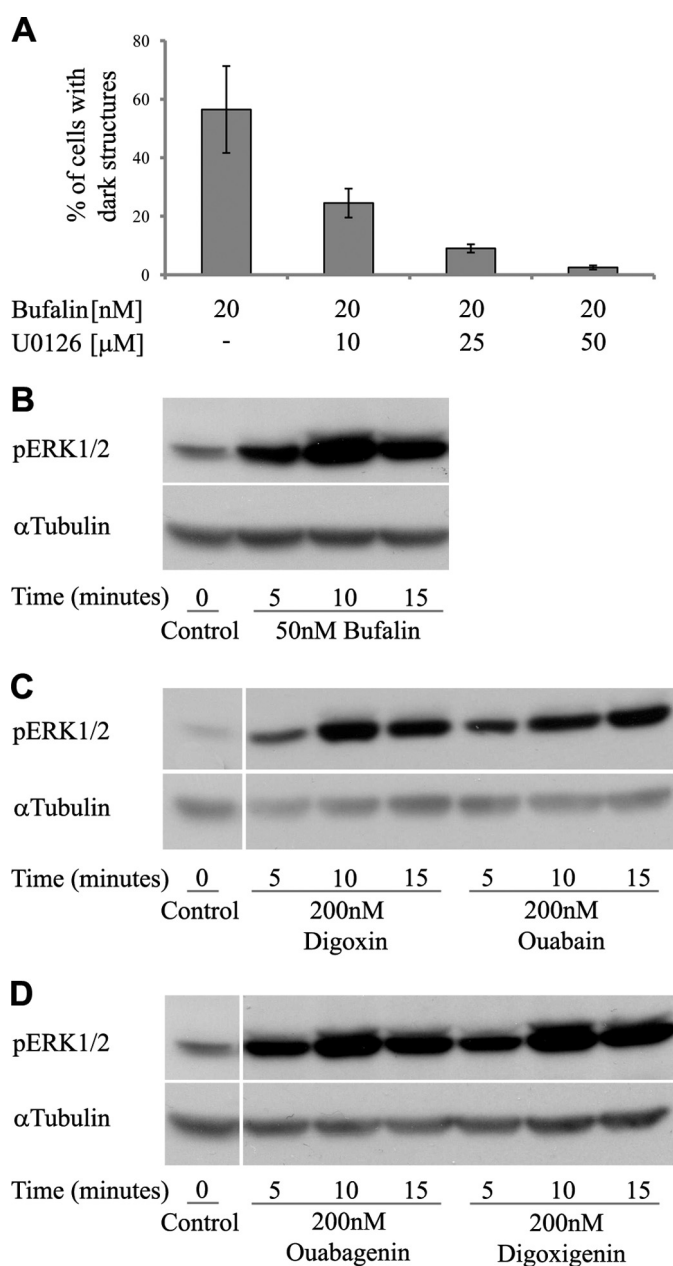 A
% of cells with
dark structures
80
60
40
20
0
Bufalin[nM] 20 20 20 20
U0126 [μM] - 10 25 50
B
pERK1/2
αTubulin
Time (minutes) 0 5 10 15
Control 50nM Bufalin
C
pERK1/2
αTubulin
Time (minutes) 0 5 10 15 5 10 15
Control 200nM 200nM
Digoxin Ouabain
D
pERK1/2
αTubulin
Time (minutes) 0 5 10 15 5 10 15
Control 200nM 200nM
Ouabagenin Digoxigenin